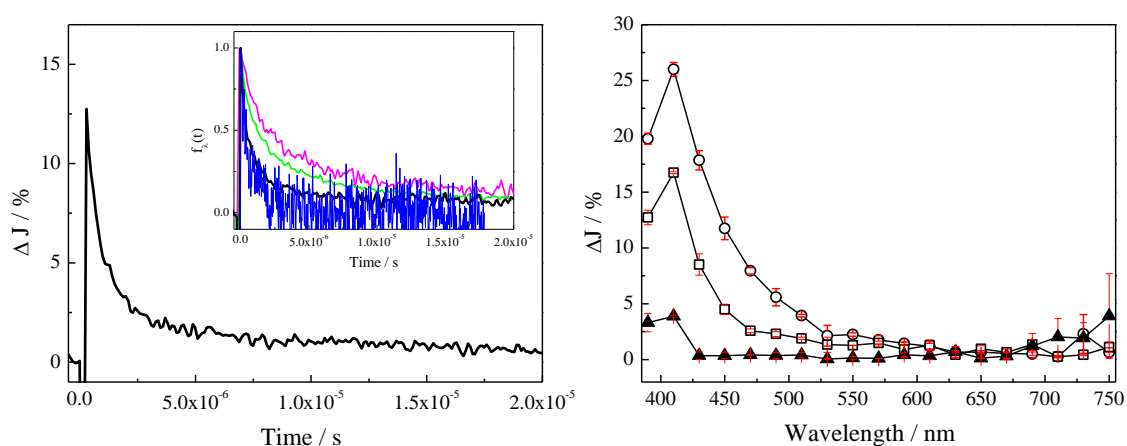 Δ J / %
15
10
5
0
5.0x10⁻⁶
1.0x10⁻⁵
1.5x10⁻⁵
2.0x10⁻⁵
Time / s
fλ(t)
1.0
0.5
0.0
0.0
5.0x10⁻⁶
1.0x10⁻⁵
1.5x10⁻⁵
2.0x10⁻⁵
Time / s
ΔJ / %
30
25
20
15
10
5
0
400
450
500
550
600
650
700
750
Wavelength / nm